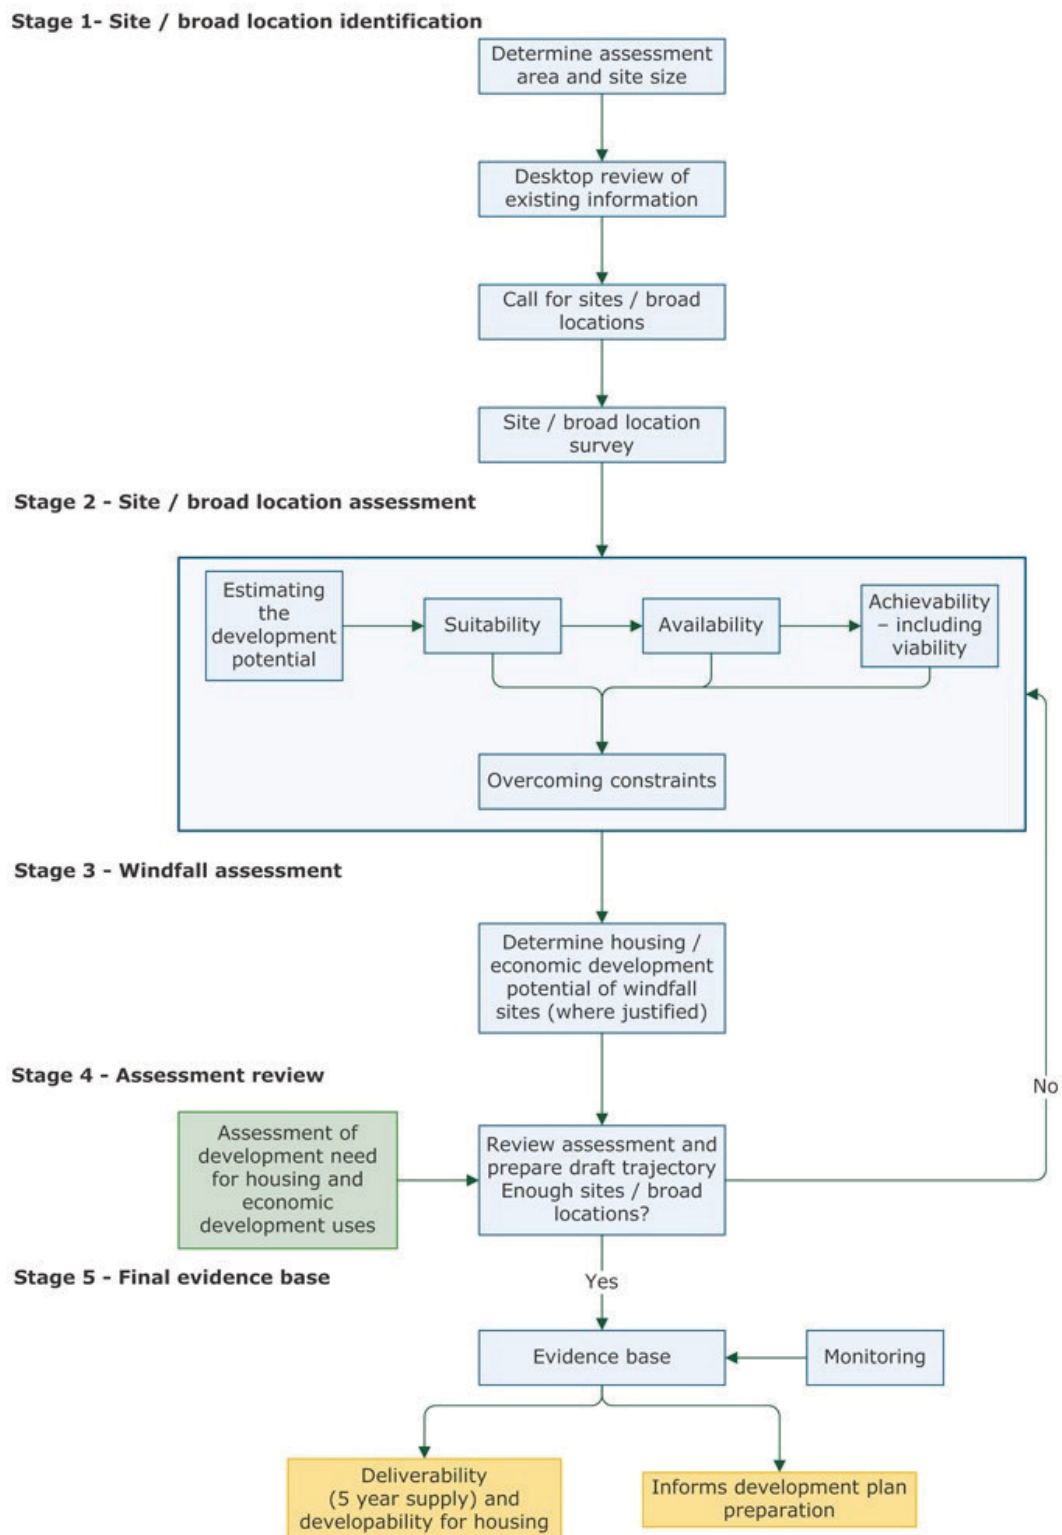 Stage 1- Site / broad location identification
Determine assessment
area and site size
Desktop review of
existing information
Call for sites / broad
locations
Site / broad location
survey
Stage 2 - Site / broad location assessment
Estimating
the
development
potential
Suitability
Availability
Achievability
– including
viability
Overcoming constraints
Stage 3 - Windfall assessment
Determine housing /
economic development
potential of windfall
sites (where justified)
Stage 4 - Assessment review
No
Assessment of
development need
for housing and
economic
development uses
Review assessment and
prepare draft trajectory
Enough sites / broad
locations?
Stage 5 - Final evidence base
Yes
Evidence base
Monitoring
Deliverability
(5 year supply) and
developability for housing
Informs development plan
preparation